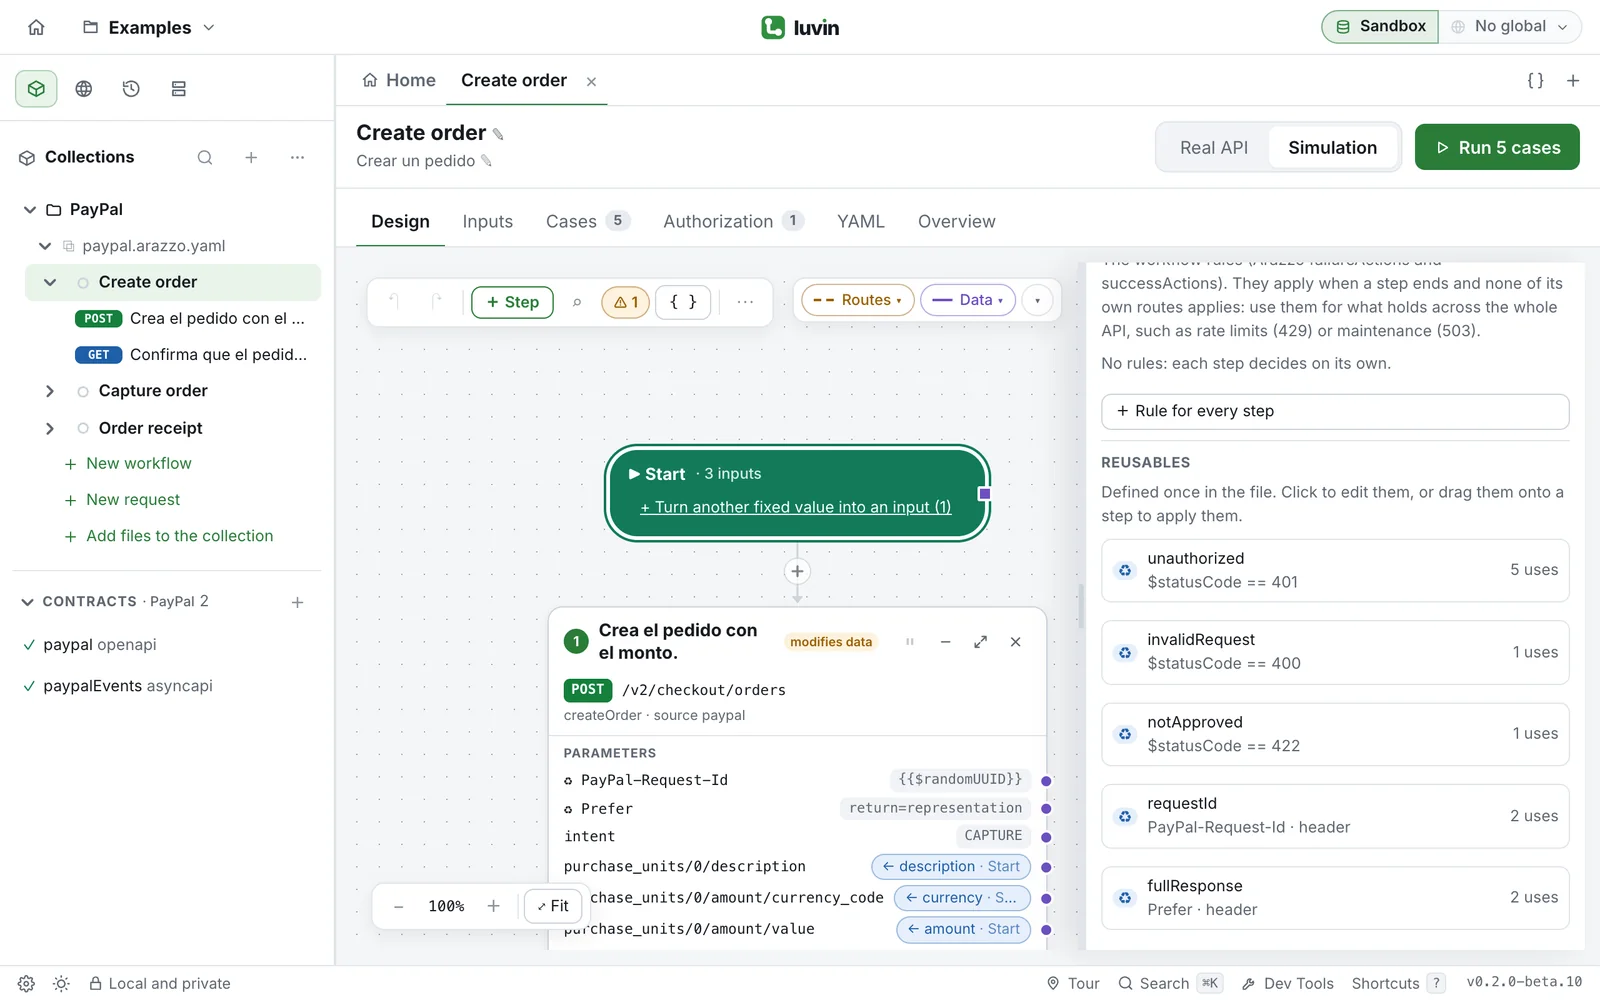 Examples
luvin
Sandbox
No global
Home
Create order
{ }
Create order
Crear un pedido
Real API
Simulation
Run 5 cases
Collections
PayPal
paypal.arazzo.yaml
Create order
POST Crea el pedido con el ...
GET Confirma que el pedid...
Capture order
Order receipt
+ New workflow
+ New request
+ Add files to the collection
CONTRACTS · PayPal 2
paypal openapi
paypalEvents asyncapi
Design
Inputs
Cases 5
Authorization 1
YAML
Overview
+ Step
1
{ }
...
Routes
Data
Start · 3 inputs
+ Turn another fixed value into an input (1)
1 Crea el pedido con
el monto.
modifies data
POST /v2/checkout/orders
createOrder · source paypal
PARAMETERS
PayPal-Request-Id {{$randomUUID}}
Prefer return=representation
intent CAPTURE
purchase_units/0/description ← description · Start
purchase_units/0/amount/currency_code ← currency · S...
purchase_units/0/amount/value ← amount · Start
− 100% +
Fit
The workflow rules (Arazzo failureActions and
successActions). They apply when a step ends and none of its
own routes applies: use them for what holds across the whole
API, such as rate limits (429) or maintenance (503).
No rules: each step decides on its own.
+ Rule for every step
REUSABLES
Defined once in the file. Click to edit them, or drag them onto a
step to apply them.
unauthorized
$statusCode == 401
5 uses
invalidRequest
$statusCode == 400
1 uses
notApproved
$statusCode == 422
1 uses
requestId
PayPal-Request-Id · header
2 uses
fullResponse
Prefer · header
2 uses
Local and private
Tour
Search ⌘K
Dev Tools
Shortcuts ?
v0.2.0-beta.10